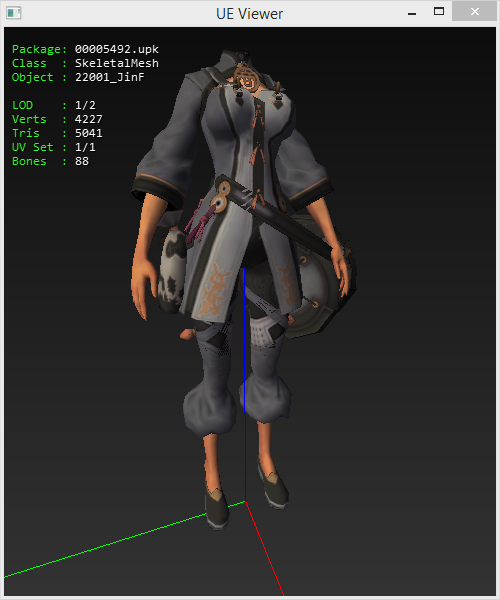 UE Viewer
Package: 00005492.upk
Class : SkeletalMesh
Object : 22001_JinF
LOD : 1/2
Verts : 4227
Tris : 5041
UV Set : 1/1
Bones : 88